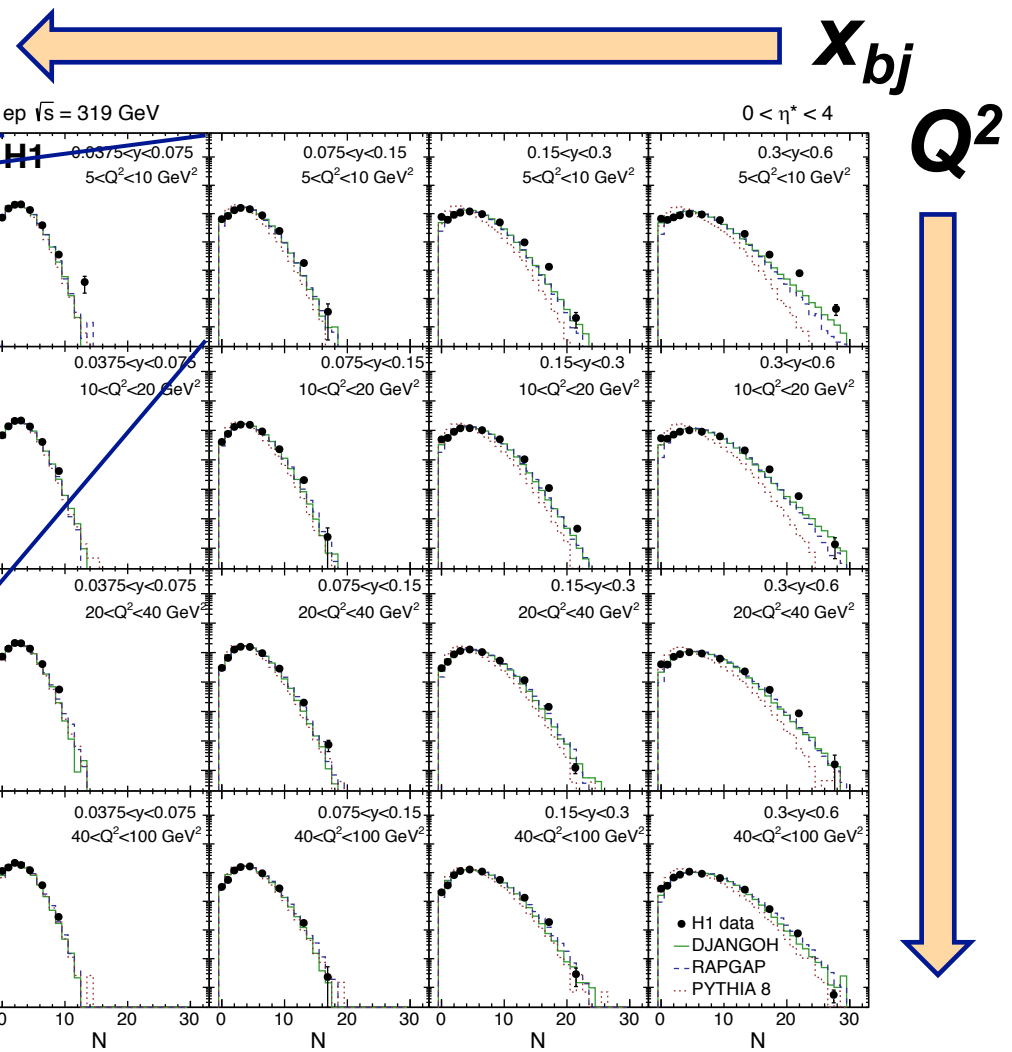 x_bj
Q²
ep √s = 319 GeV
0 < η* < 4
H1
0.0375<y<0.075
5<Q²<10 GeV²
0.075<y<0.15
5<Q²<10 GeV²
0.15<y<0.3
5<Q²<10 GeV²
0.3<y<0.6
5<Q²<10 GeV²
0.0375<y<0.075
10<Q²<20 GeV²
0.075<y<0.15
10<Q²<20 GeV²
0.15<y<0.3
10<Q²<20 GeV²
0.3<y<0.6
10<Q²<20 GeV²
0.0375<y<0.075
20<Q²<40 GeV²
0.075<y<0.15
20<Q²<40 GeV²
0.15<y<0.3
20<Q²<40 GeV²
0.3<y<0.6
20<Q²<40 GeV²
0.0375<y<0.075
40<Q²<100 GeV²
0.075<y<0.15
40<Q²<100 GeV²
0.15<y<0.3
40<Q²<100 GeV²
0.3<y<0.6
40<Q²<100 GeV²
H1 data
DJANGOH
RAPGAP
PYTHIA 8
0 10 20 30 0 10 20 30 0 10 20 30 0 10 20 30
N N N N